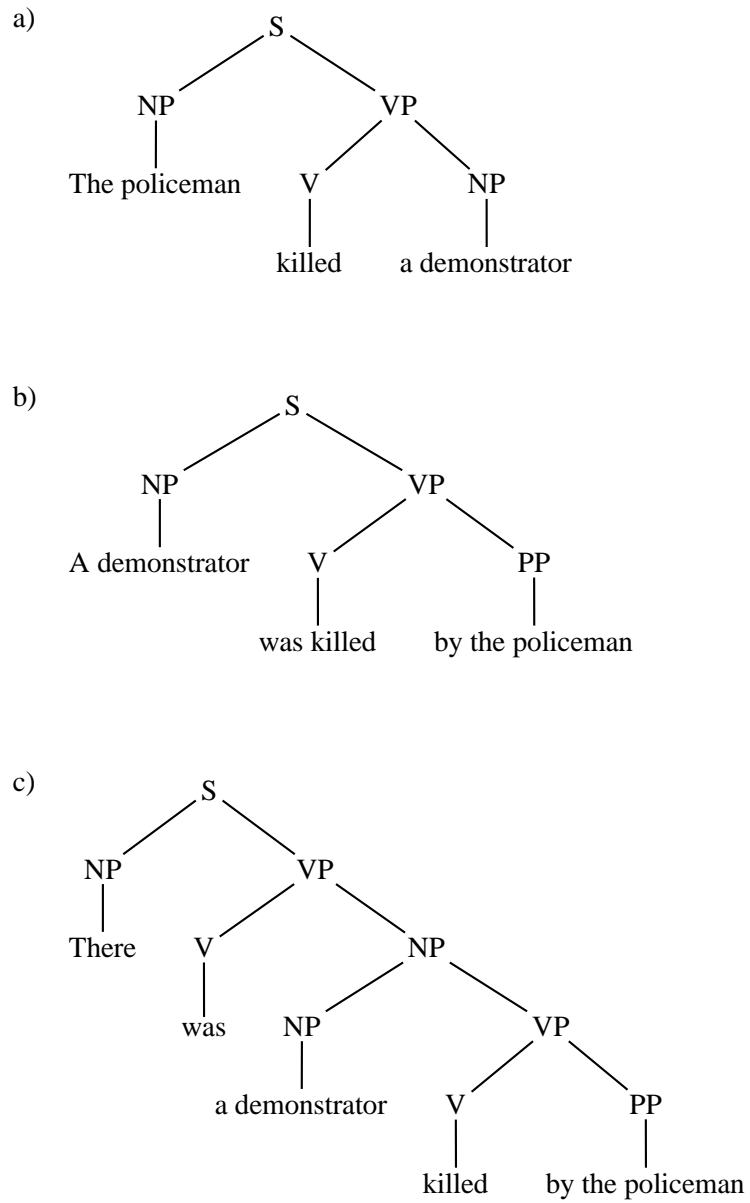 a)
S
NP VP
The policeman V NP
killed a demonstrator
b)
S
NP VP
A demonstrator V PP
was killed by the policeman
c)
S
NP VP
There V NP
was NP VP
a demonstrator V PP
killed by the policeman